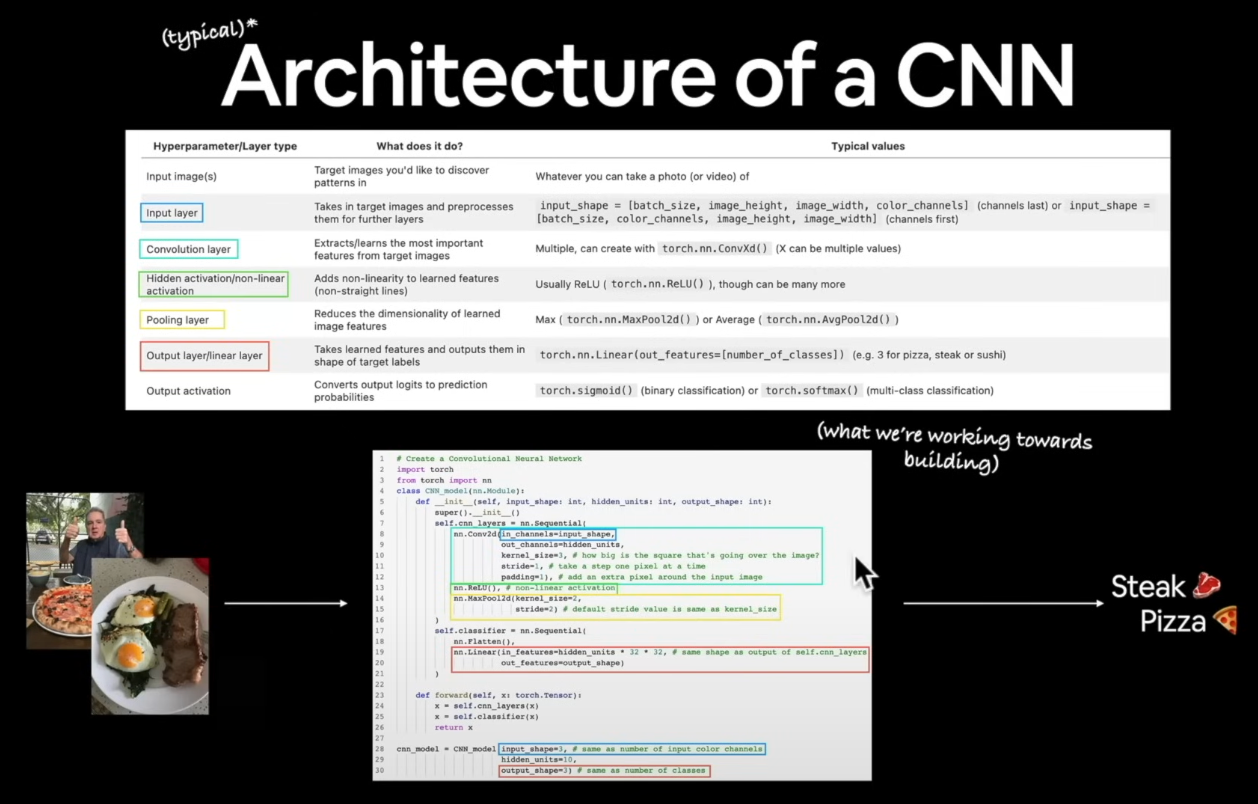 (typical)*
Architecture of a CNN
Hyperparameter/Layer type What does it do? Typical values
Input image(s) Target images you'd like to discover patterns in Whatever you can take a photo (or video) of
Input layer Takes in target images and preprocesses them for further layers input_shape = [batch_size, image_height, image_width, color_channels] (channels last) or input_shape = [batch_size, color_channels, image_height, image_width] (channels first)
Convolution layer Extracts/learns the most important features from target images Multiple, can create with torch.nn.ConvXd() (X can be multiple values)
Hidden activation/non-linear activation Adds non-linearity to learned features (non-straight lines) Usually ReLU ( torch.nn.ReLU() ), though can be many more
Pooling layer Reduces the dimensionality of learned image features Max ( torch.nn.MaxPool2d() ) or Average ( torch.nn.AvgPool2d() )
Output layer/linear layer Takes learned features and outputs them in shape of target labels torch.nn.Linear(out_features=[number_of_classes]) (e.g. 3 for pizza, steak or sushi)
Output activation Converts output logits to prediction probabilities torch.sigmoid() (binary classification) or torch.softmax() (multi-class classification)
(what we're working towards
building)
1 # Create a Convolutional Neural Network
2 import torch
3 from torch import nn
4 class CNN_model(nn.Module):
5 def __init__(self, input_shape: int, hidden_units: int, output_shape: int):
6 super().__init__()
7 self.cnn_layers = nn.Sequential(
8 nn.Conv2d(in_channels=input_shape,
9 out_channels=hidden_units,
10 kernel_size=3, # how big is the square that's going over the image?
11 stride=1, # take a step one pixel at a time
12 padding=1), # add an extra pixel around the input image
13 nn.ReLU(), # non-linear activation
14 nn.MaxPool2d(kernel_size=2,
15 stride=2) # default stride value is same as kernel_size
16 )
17 self.classifier = nn.Sequential(
18 nn.Flatten(),
19 nn.Linear(in_features=hidden_units * 32 * 32, # same shape as output of self.cnn_layers
20 out_features=output_shape)
21 )
22
23 def forward(self, x: torch.Tensor):
24 x = self.cnn_layers(x)
25 x = self.classifier(x)
26 return x
27
28 cnn_model = CNN_model(input_shape=3, # same as number of input color channels
29 hidden_units=10,
30 output_shape=3) # same as number of classes
Steak
Pizza